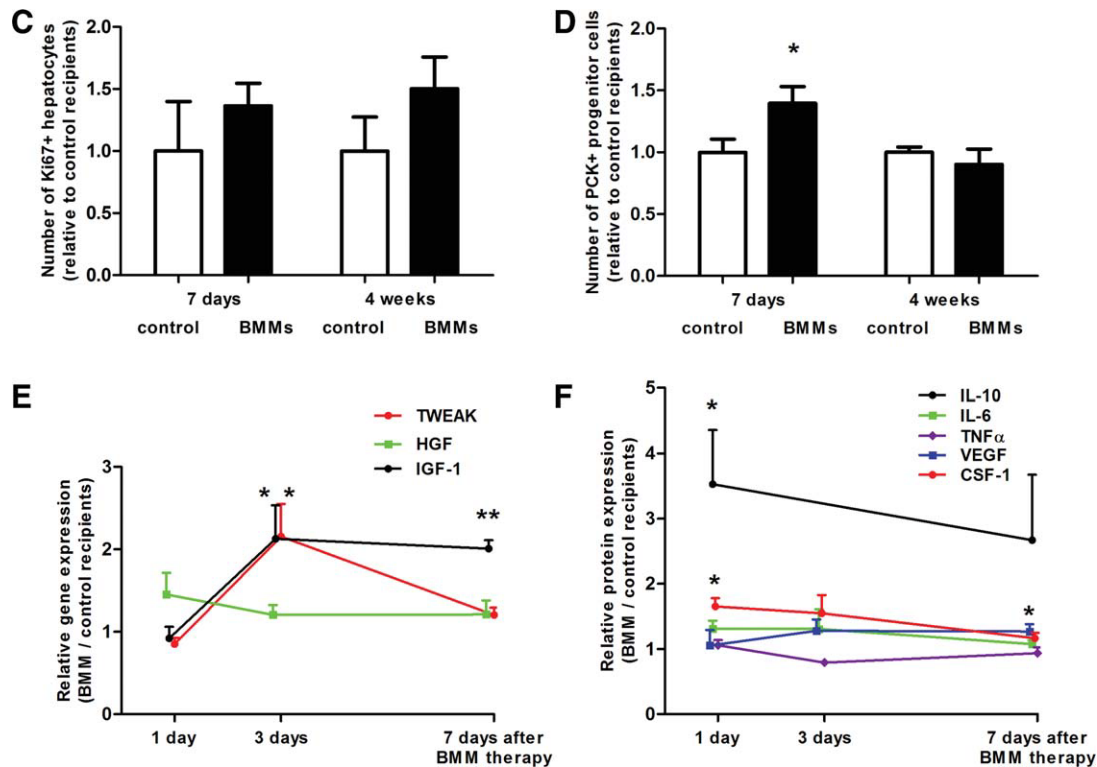 C
Number of Ki67+ hepatocytes
(relative to control recipients)
2.0
1.5
1.0
0.5
0.0
7 days
4 weeks
control
BMMs
control
BMMs
D
Number of PCK+ progenitor cells
(relative to control recipients)
2.0
1.5
1.0
0.5
0.0
*
7 days
4 weeks
control
BMMs
control
BMMs
E
TWEAK
HGF
IGF-1
Relative gene expression
(BMM / control recipients)
3
2
1
0
* *
**
1 day
3 days
7 days after
BMM therapy
F
IL-10
IL-6
TNFα
VEGF
CSF-1
Relative protein expression
(BMM / control recipients)
5
4
3
2
1
0
*
*
*
1 day
3 days
7 days after
BMM therapy